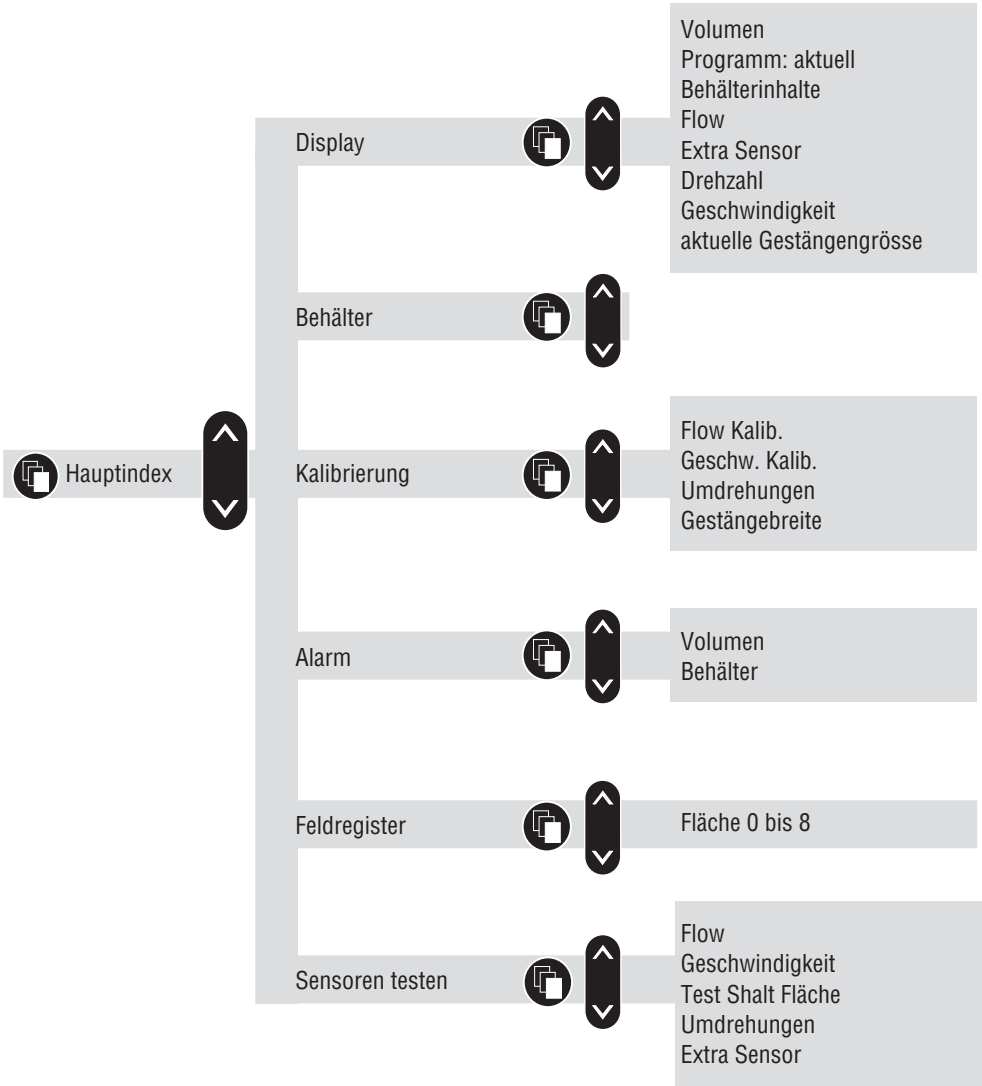 Hauptindex
Display
Volumen
Programm: aktuell
Behälterinhalte
Flow
Extra Sensor
Drehzahl
Geschwindigkeit
aktuelle Gestängengrösse
Behälter
Kalibrierung
Flow Kalib.
Geschw. Kalib.
Umdrehungen
Gestängebreite
Alarm
Volumen
Behälter
Feldregister
Fläche 0 bis 8
Sensoren testen
Flow
Geschwindigkeit
Test Shalt Fläche
Umdrehungen
Extra Sensor